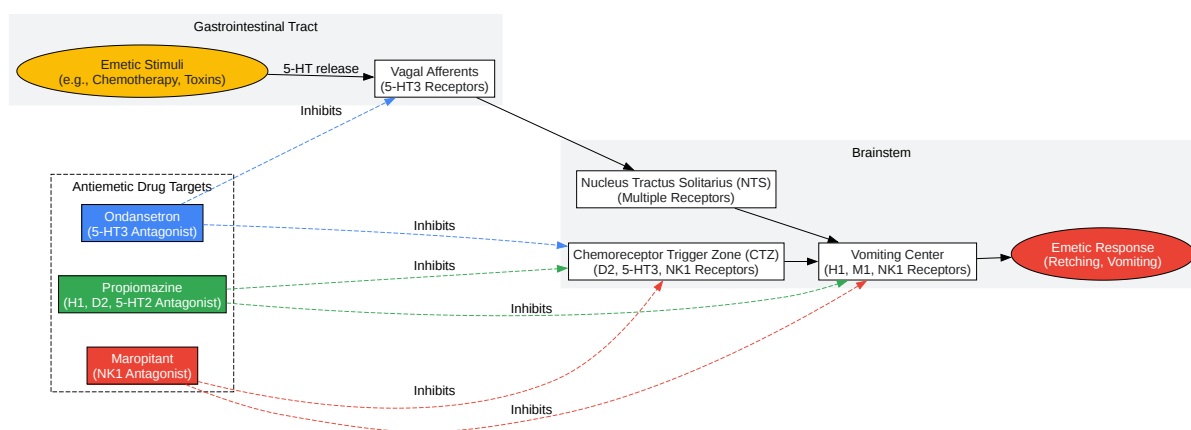 Gastrointestinal Tract
Emetic Stimuli
(e.g., Chemotherapy, Toxins)
5-HT release
Vagal Afferents
(5-HT3 Receptors)
Inhibits
Brainstem
Nucleus Tractus Solitarius (NTS)
(Multiple Receptors)
Antiemetic Drug Targets
Ondansetron
(5-HT3 Antagonist)
Inhibits
Chemoreceptor Trigger Zone (CTZ)
(D2, 5-HT3, NK1 Receptors)
Vomiting Center
(H1, M1, NK1 Receptors)
Emetic Response
(Retching, Vomiting)
Propiomazine
(H1, D2, 5-HT2 Antagonist)
Inhibits
Inhibits
Maropitant
(NK1 Antagonist)
Inhibits
Inhibits